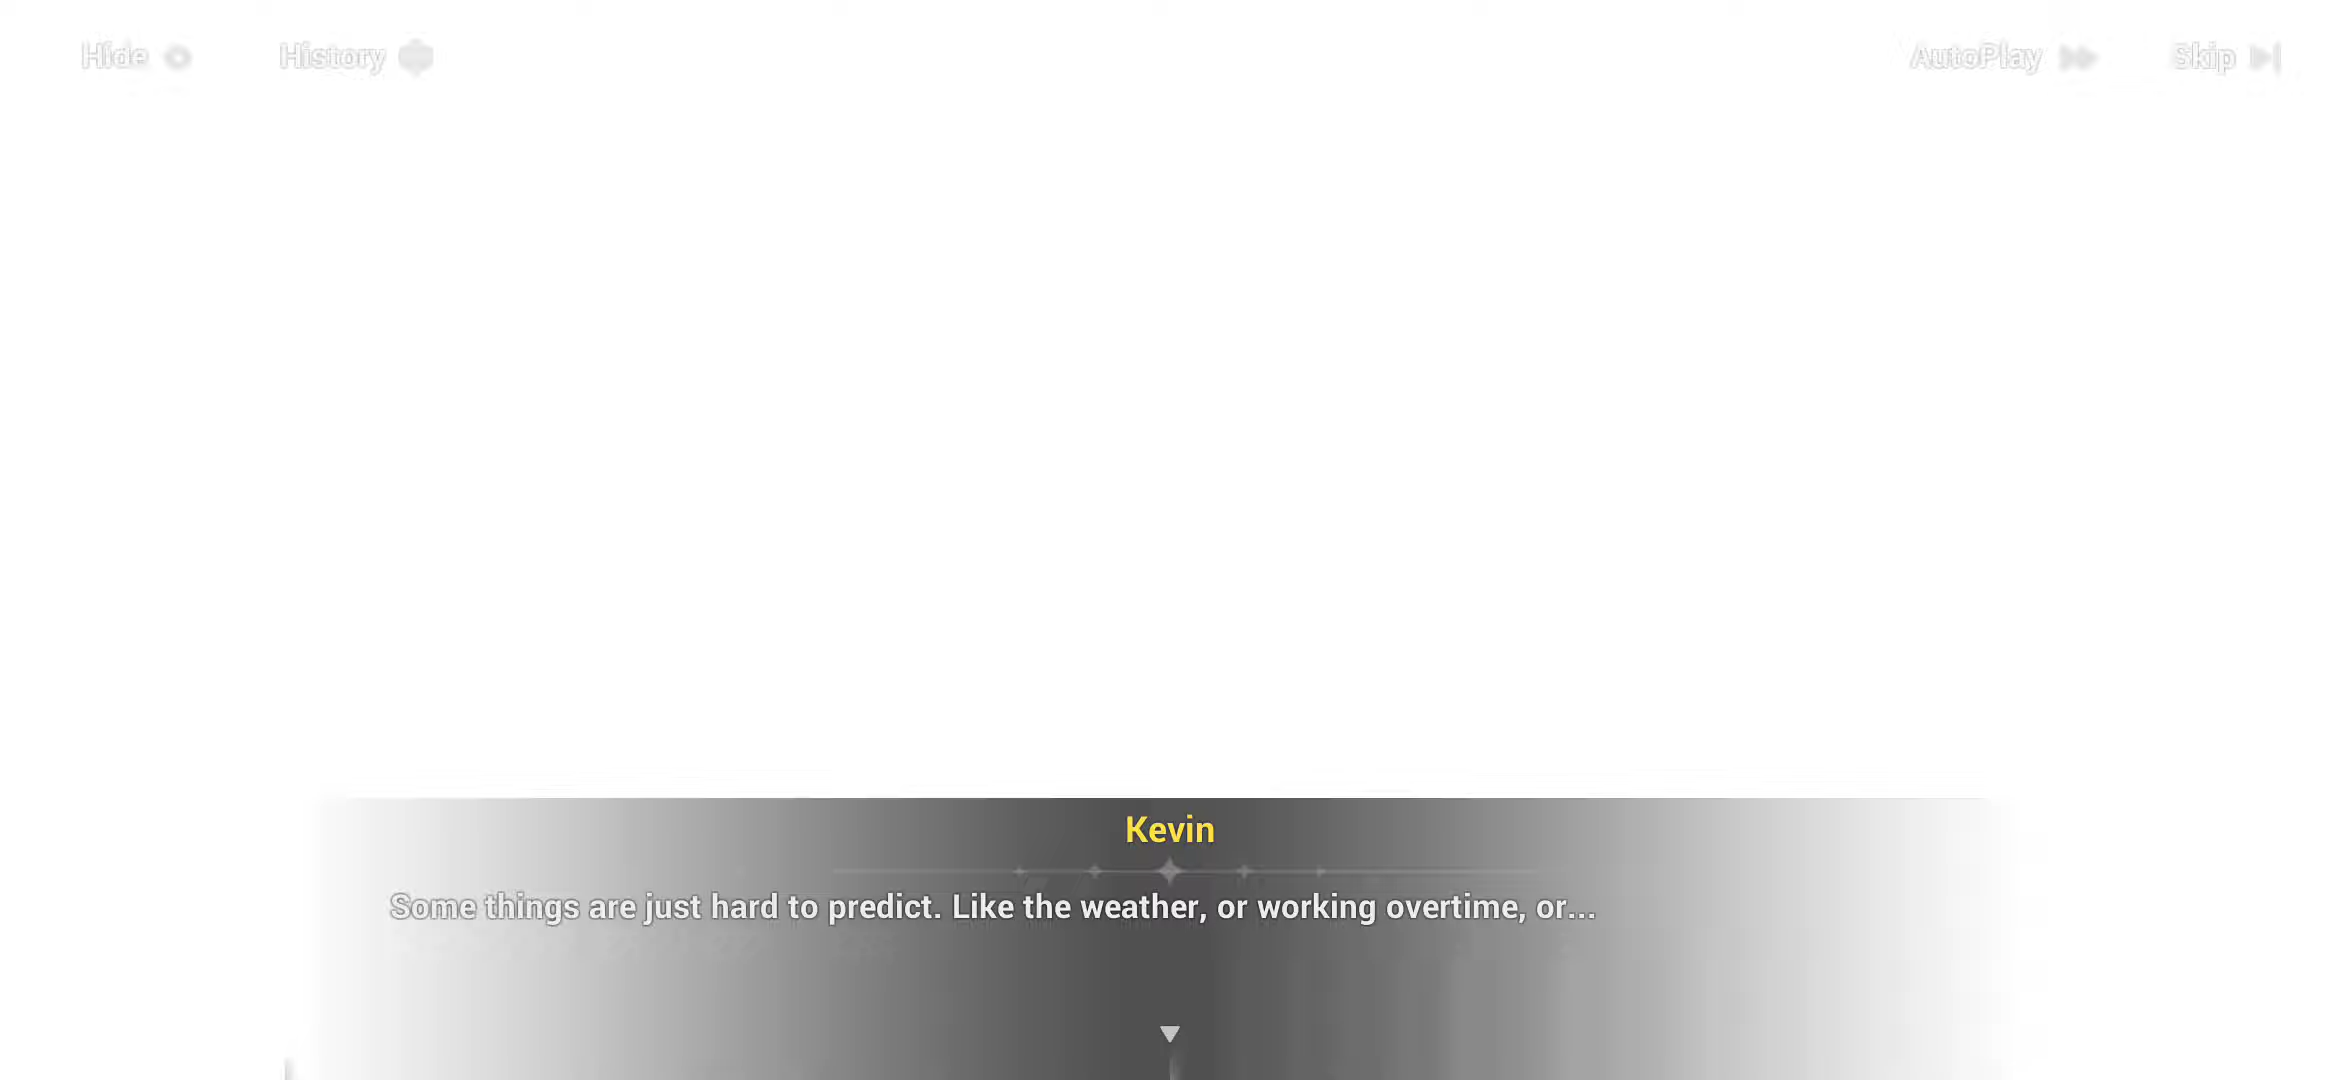 Hide
History
AutoPlay
Skip
Kevin
Some things are just hard to predict. Like the weather, or working overtime, or...